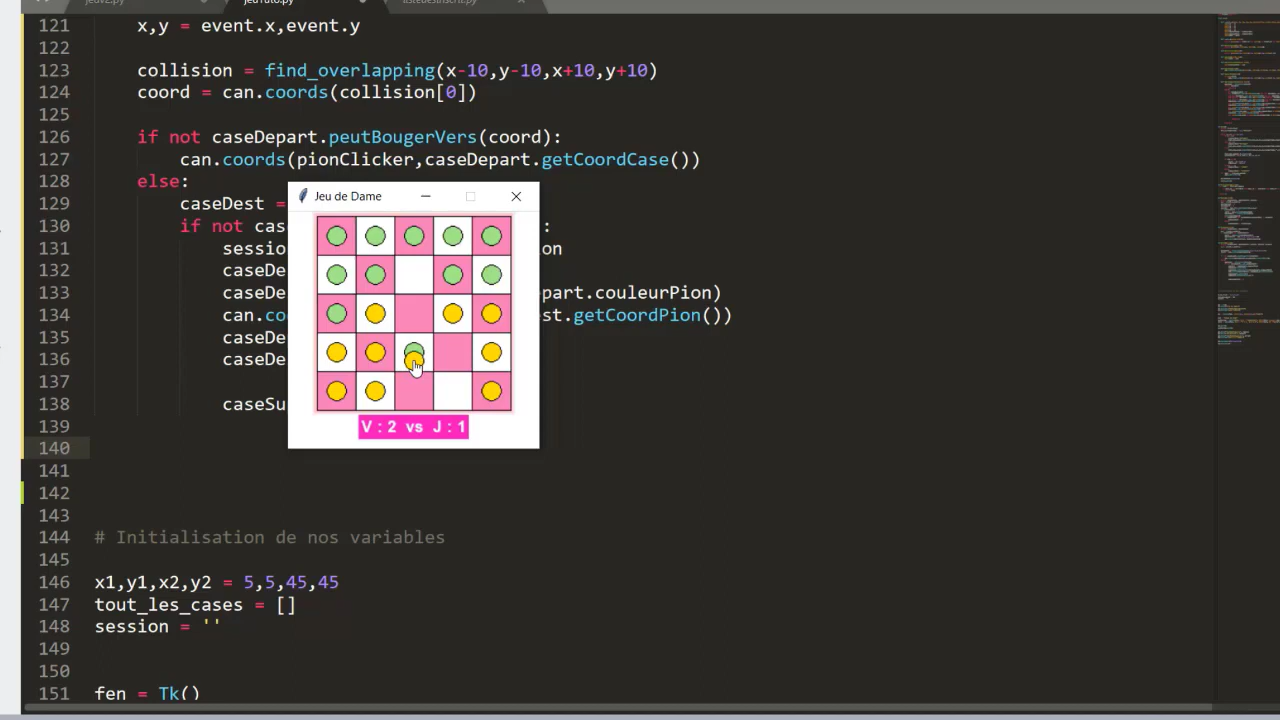 jeuv2.py jeuTuto.py listedesinscrit.py
121 x,y = event.x,event.y
122
123 collision = find_overlapping(x-10,y-10,x+10,y+10)
124 coord = can.coords(collision[0])
125
126 if not caseDepart.peutBougerVers(coord):
127 can.coords(pionClicker,caseDepart.getCoordCase())
128 else:
129 caseDest =
130 if not cas :
131 session on
132 caseDe
133 caseDe part.couleurPion)
134 can.co est.getCoordPion())
135 caseDe
136 caseDe
137
138 caseSu
139
140
141
142
143
144 # Initialisation de nos variables
145
146 x1,y1,x2,y2 = 5,5,45,45
147 tout_les_cases = []
148 session = ''
149
150
151 fen = Tk()
Jeu de Dame
V : 2 vs J : 1